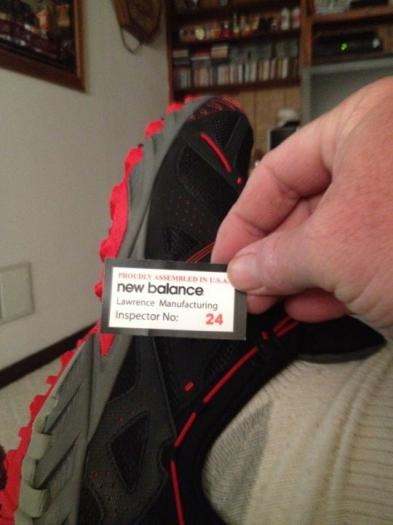 PROUDLY ASSEMBLED IN U.S.A.
new balance
Lawrence Manufacturing
Inspector No: 24